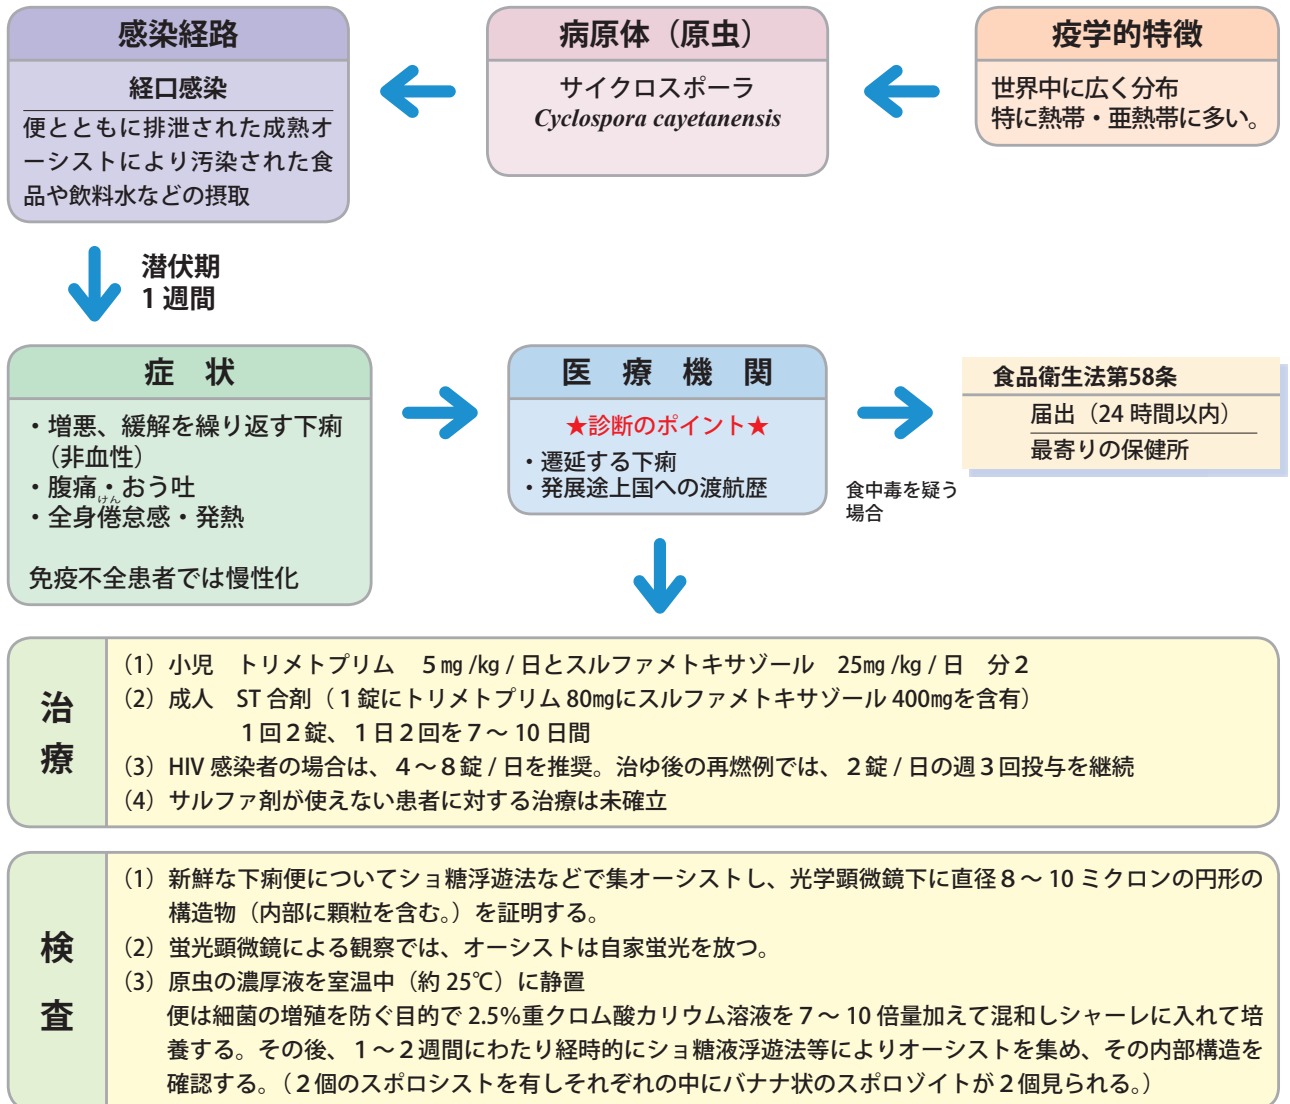 感染経路
経口感染
便とともに排泄された成熟オ
ーシストにより汚染された食
品や飲料水などの摂取
病原体（原虫）
サイクロスポーラ
Cyclospora cayetanensis
疫学的特徴
世界中に広く分布
特に熱帯・亜熱帯に多い。
潜伏期
1 週間
症　状
・増悪、緩解を繰り返す下痢
（非血性）
・腹痛・おう吐
けん
・全身倦怠感・発熱
免疫不全患者では慢性化
医　療　機　関
★診断のポイント★
・遷延する下痢
・発展途上国への渡航歴
食中毒を疑う
場合
食品衛生法第58条
届出（24 時間以内）
最寄りの保健所
治療
（1）小児　トリメトプリム　５㎎ /㎏ / 日とスルファメトキサゾール　25㎎ /㎏ / 日　分２
（2）成人　ST 合剤（１錠にトリメトプリム 80㎎にスルファメトキサゾール 400㎎を含有）
１回２錠、１日２回を７～ 10 日間
（3）HIV 感染者の場合は、４～８錠 / 日を推奨。治ゆ後の再燃例では、２錠 / 日の週３回投与を継続
（4）サルファ剤が使えない患者に対する治療は未確立
検査
（1）新鮮な下痢便についてショ糖浮遊法などで集オーシストし、光学顕微鏡下に直径８～ 10 ミクロンの円形の
構造物（内部に顆粒を含む。）を証明する。
（2）蛍光顕微鏡による観察では、オーシストは自家蛍光を放つ。
（3）原虫の濃厚液を室温中（約 25℃）に静置
便は細菌の増殖を防ぐ目的で 2.5%重クロム酸カリウム溶液を７～ 10 倍量加えて混和しシャーレに入れて培
養する。その後、１～２週間にわたり経時的にショ糖液浮遊法等によりオーシストを集め、その内部構造を
確認する。（２個のスポロシストを有しそれぞれの中にバナナ状のスポロゾイトが２個見られる。）